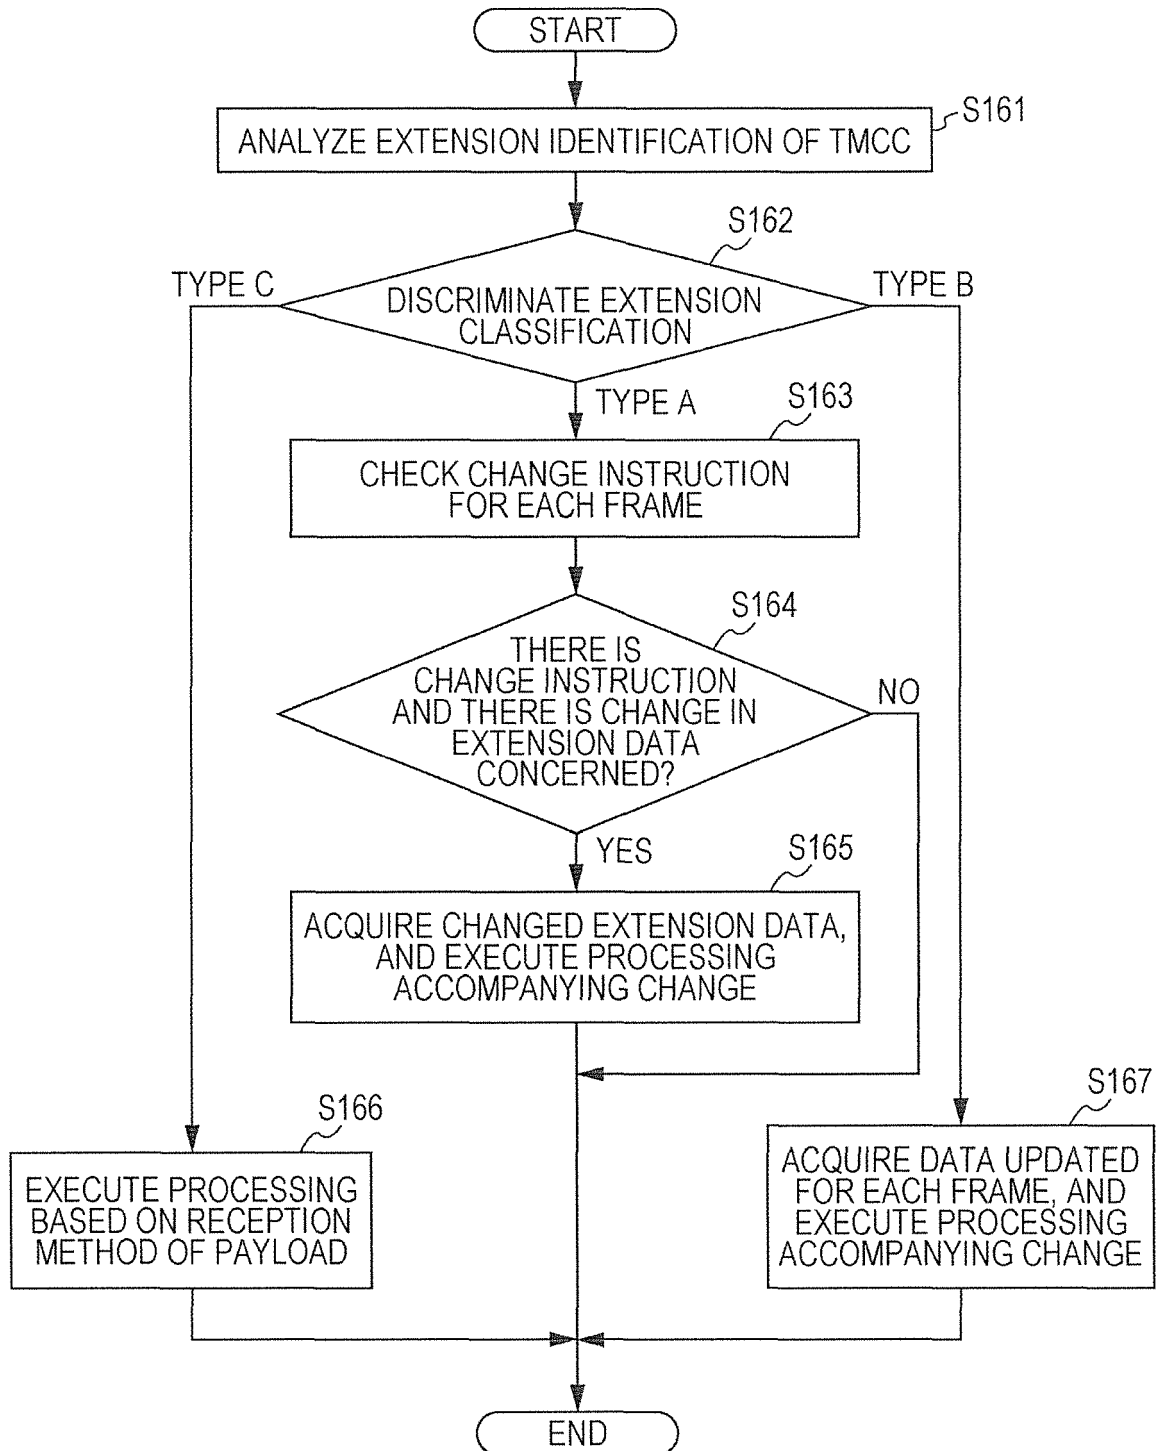 START
S161
ANALYZE EXTENSION IDENTIFICATION OF TMCC
S162
TYPE C
TYPE B
DISCRIMINATE EXTENSION
CLASSIFICATION
TYPE A
S163
CHECK CHANGE INSTRUCTION
FOR EACH FRAME
S164
THERE IS
CHANGE INSTRUCTION
AND THERE IS CHANGE IN
EXTENSION DATA
CONCERNED?
NO
YES
S165
ACQUIRE CHANGED EXTENSION DATA,
AND EXECUTE PROCESSING
ACCOMPANYING CHANGE
S166
EXECUTE PROCESSING
BASED ON RECEPTION
METHOD OF PAYLOAD
S167
ACQUIRE DATA UPDATED
FOR EACH FRAME, AND
EXECUTE PROCESSING
ACCOMPANYING CHANGE
END